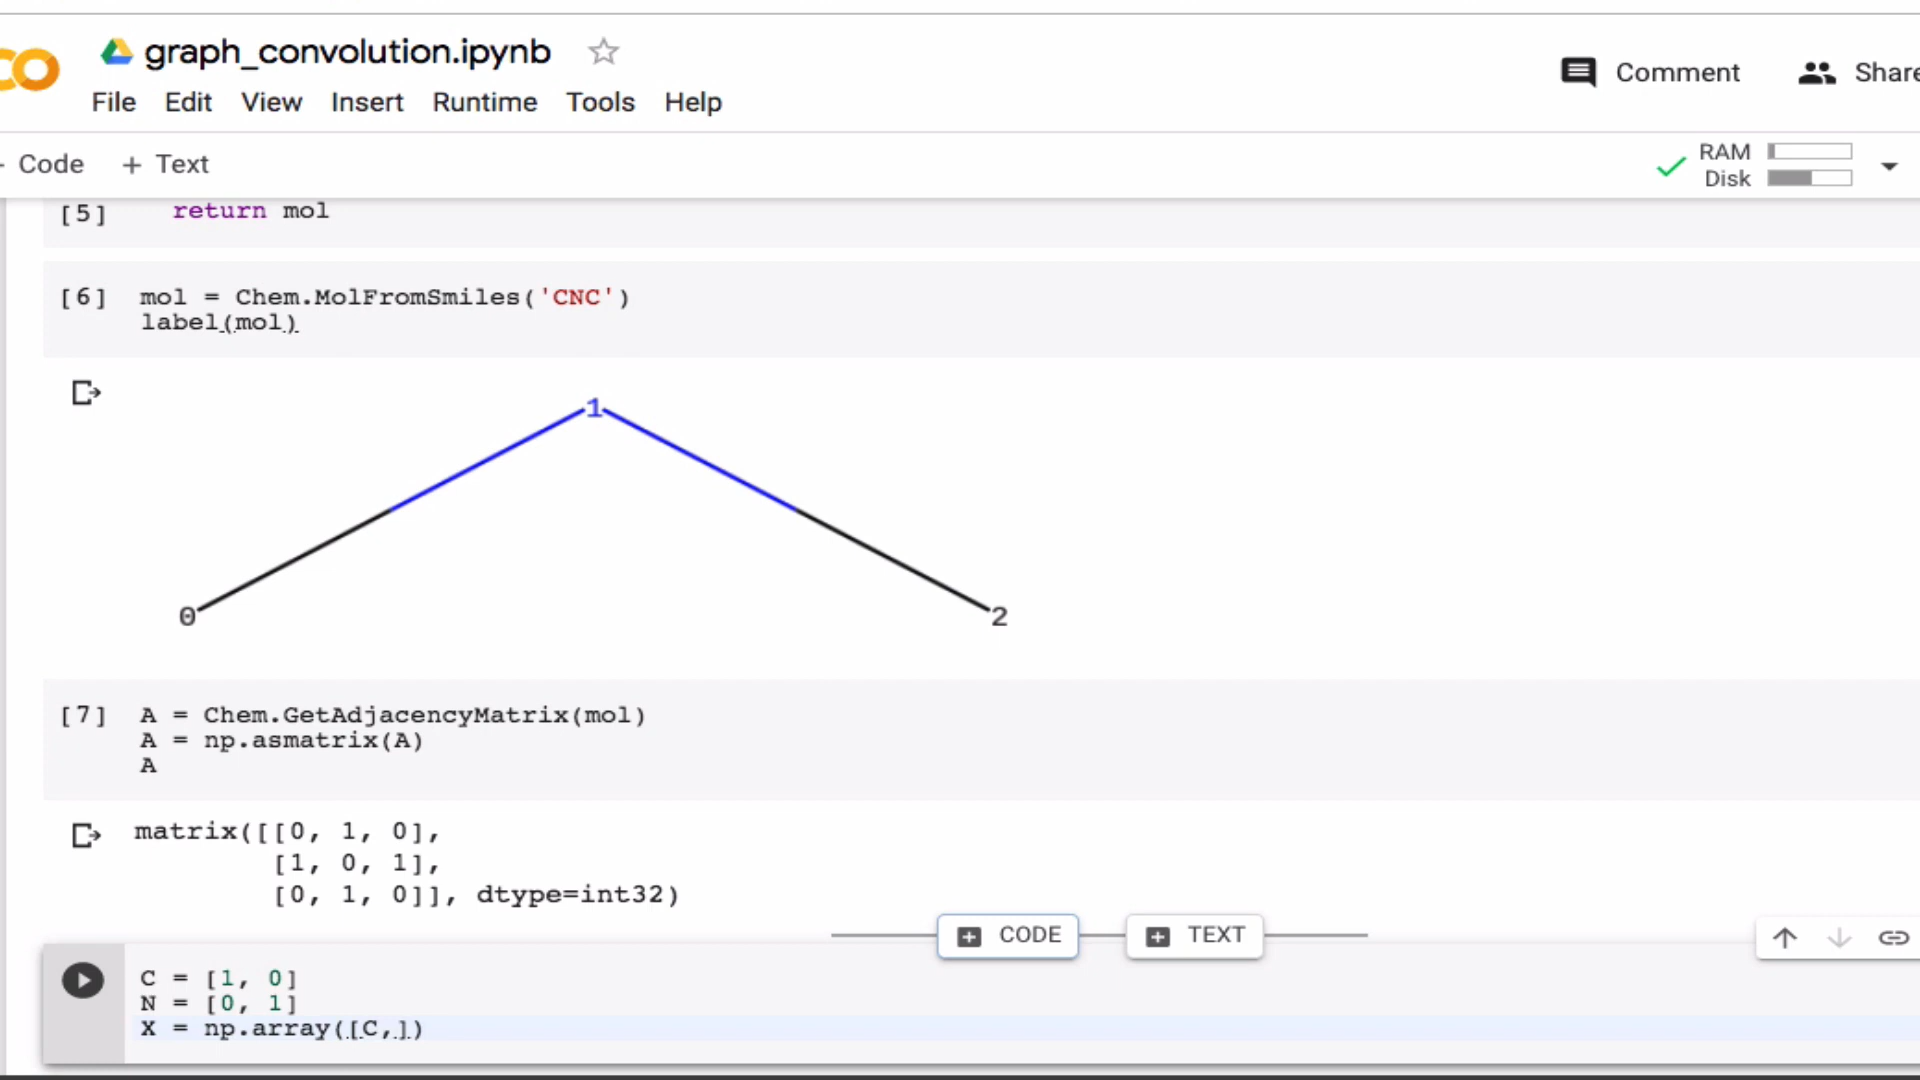 graph_convolution.ipynb
Comment
Share
File Edit View Insert Runtime Tools Help
Code + Text
RAM
Disk
[5] return mol
[6] mol = Chem.MolFromSmiles('CNC')
label(mol)
1
0
2
[7] A = Chem.GetAdjacencyMatrix(mol)
A = np.asmatrix(A)
A
matrix([[0, 1, 0],
[1, 0, 1],
[0, 1, 0]], dtype=int32)
CODE
TEXT
C = [1, 0]
N = [0, 1]
X = np.array([C,])